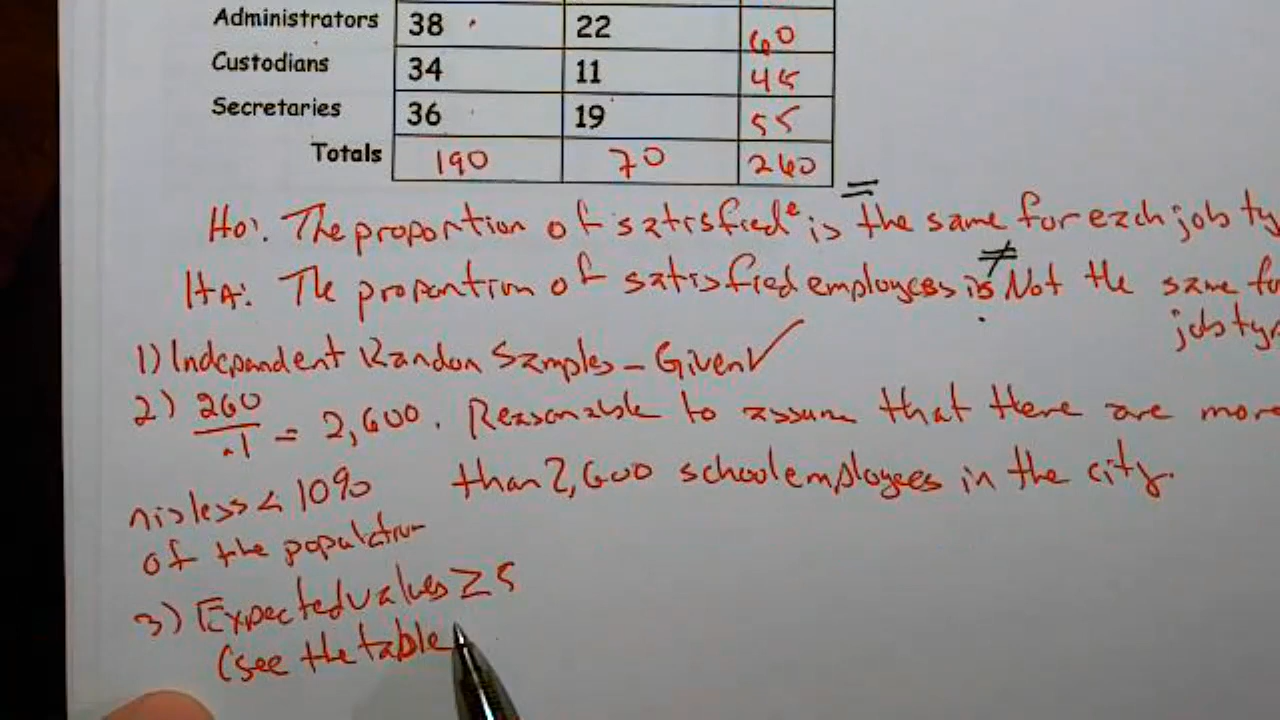 Administrators 38 22 60
Custodians 34 11 45
Secretaries 36 19 55
Totals 190 70 260
=
Ho: The proportion of satisfied e is the same for each job ty
≠
HA: The proportion of satisfied employees is Not the same fo
job typ
1) Independent Random Samples - Given ✓
2) 260/.1 = 2,600. Reasonable to assume that there are more
than 2,600 school employees in the city.
n is less < 10%
of the population
3) Expected values ≥ 5
(see the table